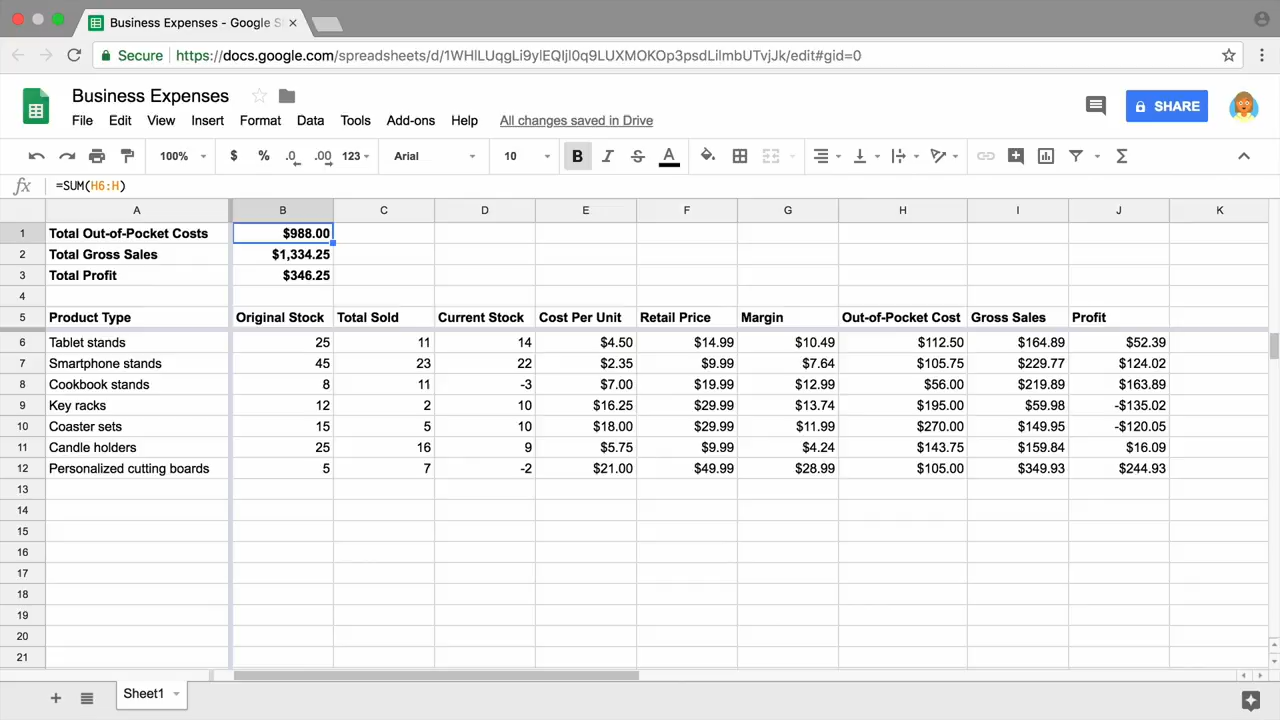 Business Expenses - Google S
Secure https://docs.google.com/spreadsheets/d/1WHlLUqgLi9ylEQljl0q9LUXMOKOp3psdLilmbUTvjJk/edit#gid=0
Business Expenses
SHARE
File Edit View Insert Format Data Tools Add-ons Help All changes saved in Drive
100% $ % .0 .00 123 Arial 10 B I S A Σ
fx =SUM(H6:H)
A B C D E F G H I J K
1 Total Out-of-Pocket Costs $988.00
2 Total Gross Sales $1,334.25
3 Total Profit $346.25
4
5 Product Type Original Stock Total Sold Current Stock Cost Per Unit Retail Price Margin Out-of-Pocket Cost Gross Sales Profit
6 Tablet stands 25 11 14 $4.50 $14.99 $10.49 $112.50 $164.89 $52.39
7 Smartphone stands 45 23 22 $2.35 $9.99 $7.64 $105.75 $229.77 $124.02
8 Cookbook stands 8 11 -3 $7.00 $19.99 $12.99 $56.00 $219.89 $163.89
9 Key racks 12 2 10 $16.25 $29.99 $13.74 $195.00 $59.98 -$135.02
10 Coaster sets 15 5 10 $18.00 $29.99 $11.99 $270.00 $149.95 -$120.05
11 Candle holders 25 16 9 $5.75 $9.99 $4.24 $143.75 $159.84 $16.09
12 Personalized cutting boards 5 7 -2 $21.00 $49.99 $28.99 $105.00 $349.93 $244.93
13
14
15
16
17
18
19
20
21
Sheet1